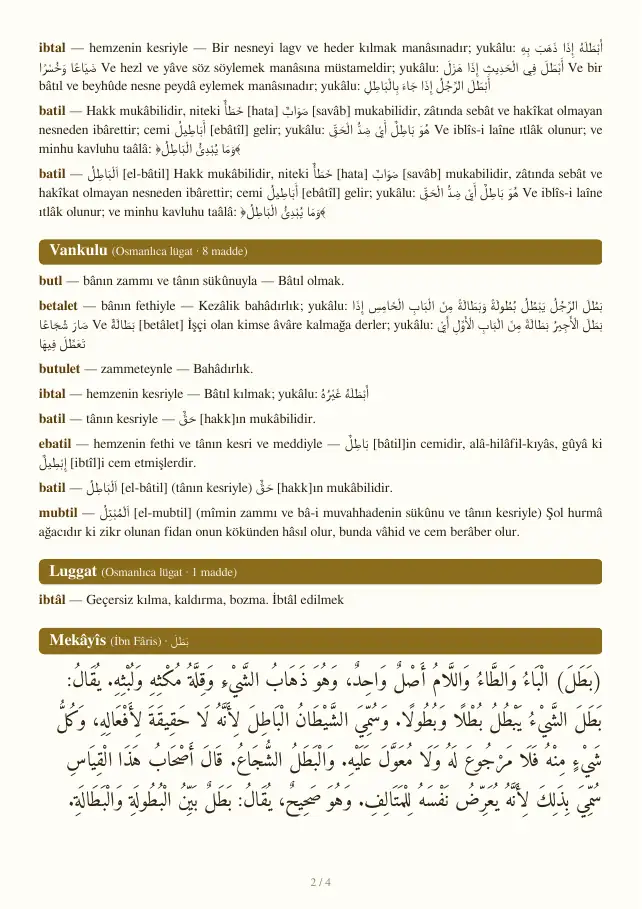 ibtal — hemzenin kesriyle — Bir nesneyi lagv ve heder kılmak manâsınadır; yukâlu: أَبْطَلَهُ إِذَا ذَهَبَ بِهِ
ضَيَاعًا وَخُسْرًا Ve hezl ve yâve söz söylemek manâsına müstameldir; yukâlu: أَبْطَلَ فِي الْحَدِيثِ إِذَا هَزَلَ Ve bir
bâtıl ve beyhûde nesne peydâ eylemek manâsınadır; yukâlu: أَبْطَلَ الرَّجُلُ إِذَا جَاءَ بِالْبَاطِلِ
batil — Hakk mukâbilidir, niteki خَطَأٌ [hata] صَوَابٌ [savâb] mukabilidir, zâtında sebât ve hakîkat olmayan
nesneden ibârettir; cemi أَبَاطِيلُ [ebâtîl] gelir; yukâlu: هُوَ بَاطِلٌ أَيْ ضِدُّ الْحَقِّ Ve iblîs-i laîne ıtlâk olunur; ve
minhu kavluhu taâlâ: ﴿وَمَا يُبْدِئُ الْبَاطِلُ﴾
batil — اَلْبَاطِلُ [el-bâtil] Hakk mukâbilidir, niteki خَطَأٌ [hata] صَوَابٌ [savâb] mukabilidir, zâtında sebât ve
hakîkat olmayan nesneden ibârettir; cemi أَبَاطِيلُ [ebâtîl] gelir; yukâlu: هُوَ بَاطِلٌ أَيْ ضِدُّ الْحَقِّ Ve iblîs-i laîne
ıtlâk olunur; ve minhu kavluhu taâlâ: ﴿وَمَا يُبْدِئُ الْبَاطِلُ﴾
Vankulu (Osmanlıca lügat · 8 madde)
butl — bânın zammı ve tânın sükûnuyla — Bâtıl olmak.
betalet — bânın fethiyle — Kezâlik bahâdırlık; yukâlu: بَطُلَ الرَّجُلُ يَبْطُلُ بُطُولَةً وَبَطَالَةً مِنَ الْبَابِ الْخَامِسِ إِذَا
صَارَ شُجَاعًا Ve بَطَالَةٌ [betâlet] İşçi olan kimse âvâre kalmağa derler; yukâlu: بَطَلَ الْأَجِيرُ بَطَالَةً مِنَ الْبَابِ الْأَوَّلِ أَيْ
تَعَطَّلَ فِيهَا
butulet — zammeteynle — Bahâdırlık.
ibtal — hemzenin kesriyle — Bâtıl kılmak; yukâlu: أَبْطَلَهُ غَيْرُهُ
batil — tânın kesriyle — حَقٌّ [hakk]ın mukâbilidir.
ebatil — hemzenin fethi ve tânın kesri ve meddiyle — بَاطِلٌ [bâtil]in cemidir, alâ-hilâfil-kıyâs, gûyâ ki
إِبْطِيلٌ [ibtîl]i cem etmişlerdir.
batil — اَلْبَاطِلُ [el-bâtil] (tânın kesriyle) حَقٌّ [hakk]ın mukâbilidir.
mubtil — اَلْمُبْتِلُ [el-mubtil] (mîmin zammı ve bâ-i muvahhadenin sükûnu ve tânın kesriyle) Şol hurmâ
ağacıdır ki zikr olunan fidan onun kökünden hâsıl olur, bunda vâhid ve cem berâber olur.
Luggat (Osmanlıca lügat · 1 madde)
ibtâl — Geçersiz kılma, kaldırma, bozma. İbtâl edilmek
Mekâyîs (İbn Fâris) · بَطَلَ
(بَطَلَ) الْبَاءُ وَالطَّاءُ وَاللَّامُ أَصْلٌ وَاحِدٌ، وَهُوَ ذَهَابُ الشَّيْءِ وَقِلَّةُ مُكْثِهِ وَلُبْثِهِ. يُقَالُ:
بَطَلَ الشَّيْءُ يَبْطُلُ بُطْلًا وَبُطُولًا. وَسُمِّيَ الشَّيْطَانُ الْبَاطِلَ لِأَنَّهُ لَا حَقِيقَةَ لِأَفْعَالِهِ، وَكُلُّ
شَيْءٍ مِنْهُ فَلَا مَرْجُوعَ لَهُ وَلَا مُعَوَّلَ عَلَيْهِ. وَالْبَطَلُ الشُّجَاعُ. قَالَ أَصْحَابُ هَذَا الْقِيَاسِ
سُمِّيَ بِذَلِكَ لِأَنَّهُ يُعَرِّضُ نَفْسَهُ لِلْمَتَالِفِ. وَهُوَ صَحِيحٌ، يُقَالُ: بَطَلٌ بَيِّنُ الْبُطُولَةِ وَالْبَطَالَةِ.
2 / 4